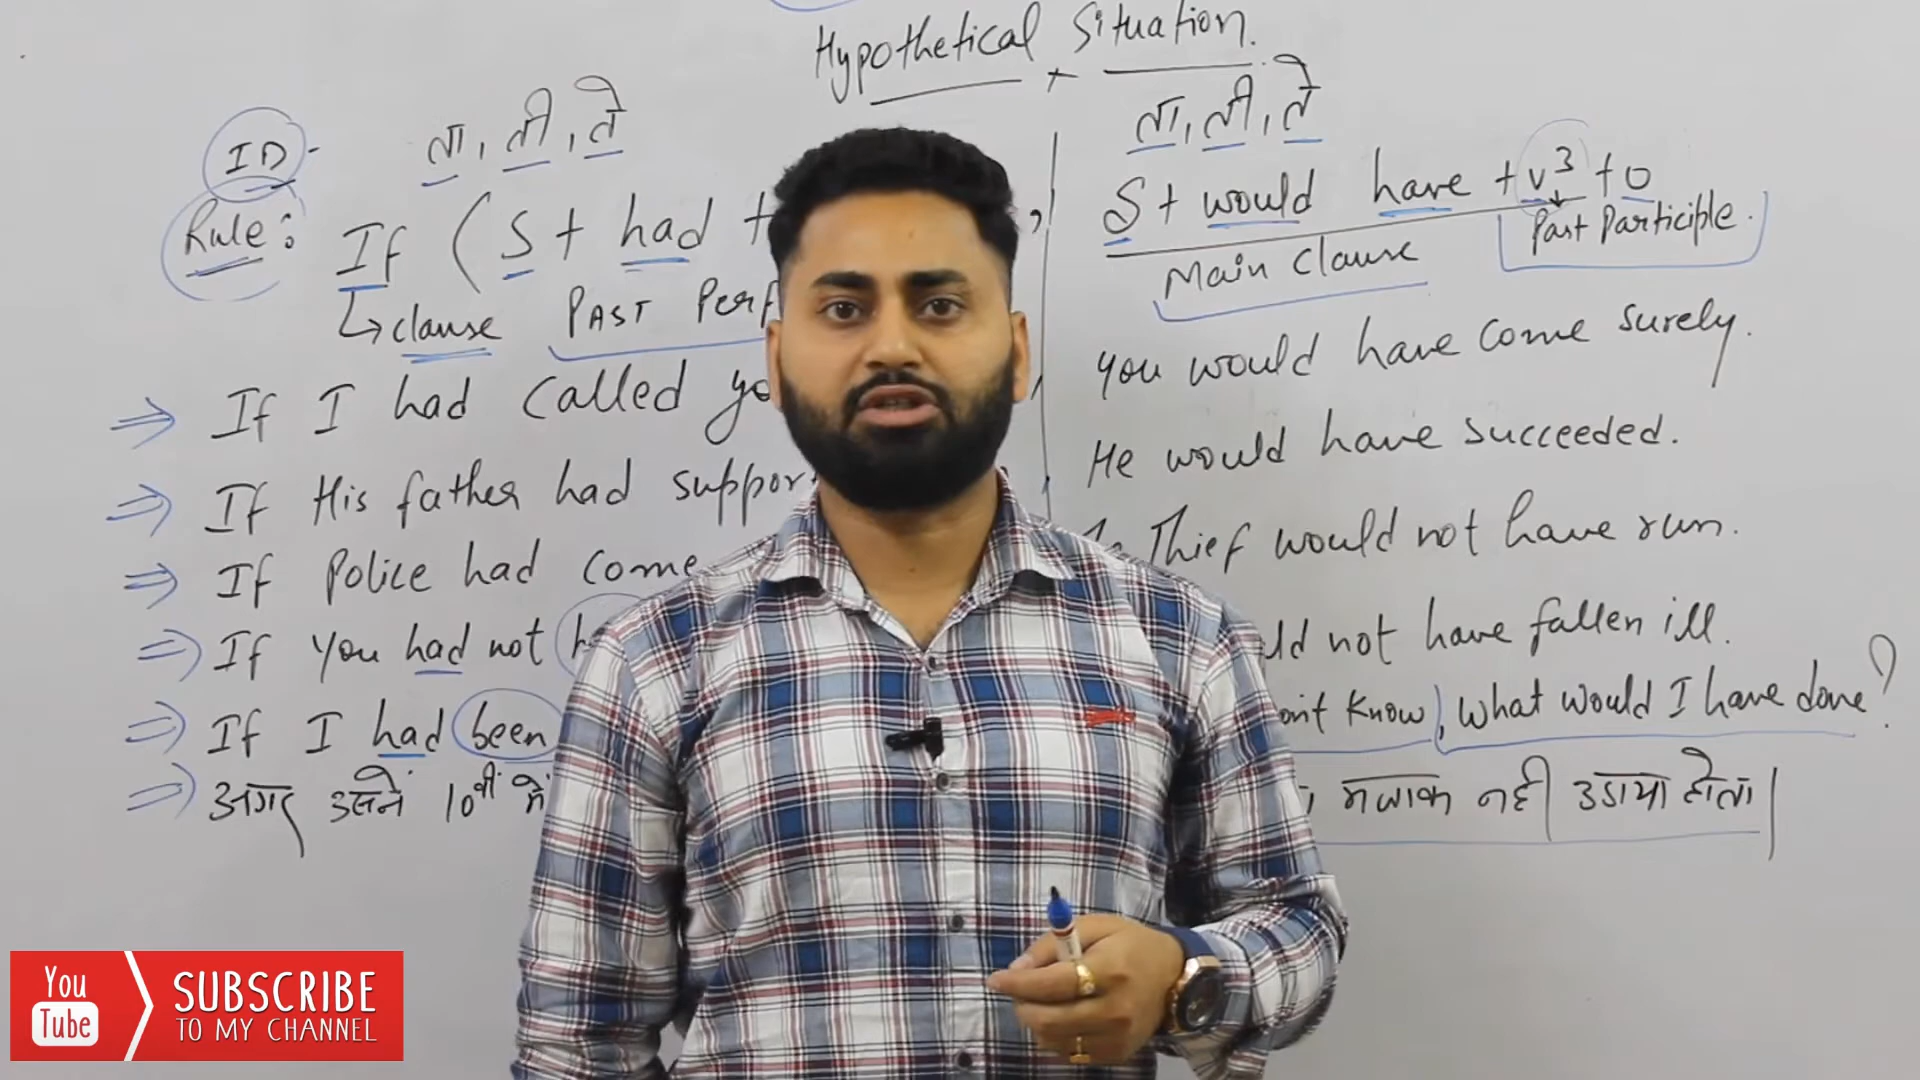 Hypothetical Situation.
ID - ता, ती, ते + ता, ती, ते
Rule: If ( S + had + , S + would have + v3 + o
↳ clause Past Perf Main Clause Past Participle.
⇒ If I had called yo , you would have come surely.
⇒ If His father had suppor He would have succeeded.
⇒ If Police had come Thief would not have run.
⇒ If you had not ld not have fallen ill.
⇒ If I had been on't Know, What would I have done?
⇒ अगर उसने 10वीं में मजाक नहीं उडाया होता।
You Tube
SUBSCRIBE
TO MY CHANNEL